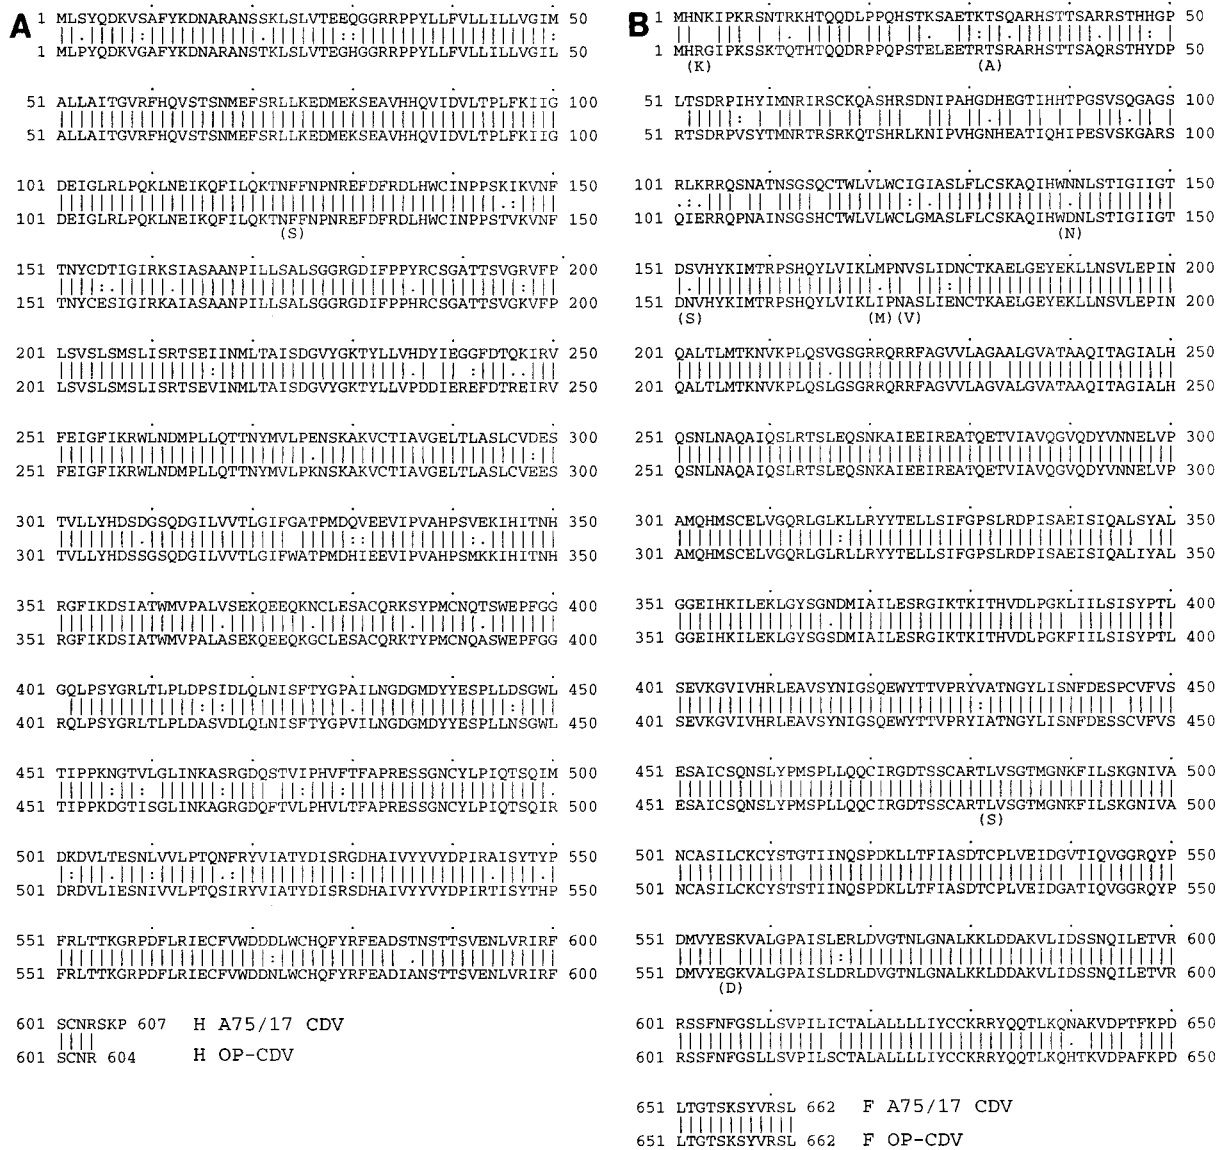 A
1 MLSYQDKVSAFYKDNARANSSKLSLVTEEQGGRRPPYLLFVLLILLVGIM 50
1 MLPYQDKVGAFYKDNARANSTKLSLVTEGHGGRRPPYLLFVLLILLVGIL 50
51 ALLAITGVRFHQVSTSNMEFSRLLKEDMEKSEAVHHQVIDVLTPLFKIIG 100
51 ALLAITGVRFHQVSTSNMEFSRLLKEDMEKSEAVHHQVIDVLTPLFKIIG 100
101 DEIGLRLPQKLNEIKQFILQKTNFFNPNREFDFRDLHWCINPPSKIKVNF 150
101 DEIGLRLPQKLNEIKQFILQKTNFFNPNREFDFRDLHWCINPPSTVKVNF 150
(S)
151 TNYCDTIGIRKSIASAANPILLSALSGGRGDIFPPYRCSGATTSVGRVFP 200
151 TNYCESIGIRKAIASAANPILLSALSGGRGDIFPPHRCSGATTSVGKVFP 200
201 LSVSLSMSLISRTSEIINMLTAISDGVYGKTYLLVHDYIEGGFDTQKIRV 250
201 LSVSLSMSLISRTSEVINMLTAISDGVYGKTYLLVPDDIEREFDTREIRV 250
251 FEIGFIKRWLNDMPLLQTTNYMVLPENSKAKVCTIAVGELTLASLCVDES 300
251 FEIGFIKRWLNDMPLLQTTNYMVLPKNSKAKVCTIAVGELTLASLCVEES 300
301 TVLLYHDSDGSQDGILVVTLGIFGATPMDQVEEVIPVAHPSVEKIHITNH 350
301 TVLLYHDSSGSQDGILVVTLGIFWATPMDHIEEVIPVAHPSMKKIHITNH 350
351 RGFIKDSIATWMVPALVSEKQEEQKNCLESACQRKSYPMCNQTSWEPFGG 400
351 RGFIKDSIATWMVPALASEKQEEQKGCLESACQRKTYPMCNQASWEPFGG 400
401 GQLPSYGRLTLPLDPSIDLQLNISFTYGPAILNGDGMDYYESPLLDSGWL 450
401 RQLPSYGRLTLPLDASVDLQLNISFTYGPVILNGDGMDYYESPLLNSGWL 450
451 TIPPKNGTVLGLINKASRGDQSTVIPHVFTFAPRESSGNCYLPIQTSQIM 500
451 TIPPKDGTISGLINKAGRGDQFTVLPHVLTFAPRESSGNCYLPIQTSQIR 500
501 DKDVLTESNLVVLPTQNFRYVIATYDISRGDHAIVYYVYDPIRAISYTYP 550
501 DRDVLIESNIVVLPTQSIRYVIATYDISRSDHAIVYYVYDPIRTISYTHP 550
551 FRLTTKGRPDFLRIECFVWDDDLWCHQFYRFEADSTNSTTSVENLVRIRF 600
551 FRLTTKGRPDFLRIECFVWDDNLWCHQFYRFEADIANSTTSVENLVRIRF 600
601 SCNRSKP 607 H A75/17 CDV
601 SCNR 604 H OP-CDV
B
1 MHNKIPKRSNTRKHTQQDLPPQHSTKSAETKTSQARHSTTSARRSTHHGP 50
1 MHRGIPKSSKTQTHTQQDRPPQPSTELEETRTSRARHSTTSAQRSTHYDP 50
(K) (A)
51 LTSDRPIHYIMNRIRSCKQASHRSDNIPAHGDHEGTIHHTPGSVSQGAGS 100
51 RTSDRPVSYTMNRTRSRKQTSHRLKNIPVHGNHEATIQHIPESVSKGARS 100
101 RLKRRQSNATNSGSQCTWLVLWCIGIASLFLCSKAQIHWNNLSTIGIIGT 150
101 QIERRQPNAINSGSHCTWLVLWCLGMASLFLCSKAQIHWDNLSTIGIIGT 150
(N)
151 DSVHYKIMTRPSHQYLVIKLMPNVSLIDNCTKAELGEYEKLLNSVLEPIN 200
151 DNVHYKIMTRPSHQYLVIKLIPNASLIENCTKAELGEYEKLLNSVLEPIN 200
(S) (M) (V)
201 QALTLMTKNVKPLQSVGSGRRQRRFAGVVLAGAALGVATAAQITAGIALH 250
201 QALTLMTKNVKPLQSLGSGRRQRRFAGVVLAGVALGVATAAQITAGIALH 250
251 QSNLNAQAIQSLRTSLEQSNKAIEEIREATQETVIAVQGVQDYVNNELVP 300
251 QSNLNAQAIQSLRTSLEQSNKAIEEIREATQETVIAVQGVQDYVNNELVP 300
301 AMQHMSCELVGQRLGLKLLRYYTELLSIFGPSLRDPISAEISIQALSYAL 350
301 AMQHMSCELVGQRLGLRLLRYYTELLSIFGPSLRDPISAEISIQALIYAL 350
351 GGEIHKILEKLGYSGNDMIAILESRGIKTKITHVDLPGKLIILSISYPTL 400
351 GGEIHKILEKLGYSGSDMIAILESRGIKTKITHVDLPGKFIILSISYPTL 400
401 SEVKGVIVHRLEAVSYNIGSQEWYTTVPRYVATNGYLISNFDESPCVFVS 450
401 SEVKGVIVHRLEAVSYNIGSQEWYTTVPRYIATNGYLISNFDESSCVFVS 450
451 ESAICSQNSLYPMSPLLQQCIRGDTSSCARTLVSGTMGNKFILSKGNIVA 500
451 ESAICSQNSLYPMSPLLQQCIRGDTSSCARTLVSGTMGNKFILSKGNIVA 500
(S)
501 NCASILCKCYSTGTIINQSPDKLLTFIASDTCPLVEIDGVTIQVGGRQYP 550
501 NCASILCKCYSTSTIINQSPDKLLTFIASDTCPLVEIDGATIQVGGRQYP 550
551 DMVYESKVALGPAISLERLDVGTNLGNALKKLDDAKVLIDSSNQILETVR 600
551 DMVYEGKVALGPAISLDRLDVGTNLGNALKKLDDAKVLIDSSNQILETVR 600
(D)
601 RSSFNFGSLLSVPILICTALALLLLIYCCKRRYQQTLKQNAKVDPTFKPD 650
601 RSSFNFGSLLSVPILSCTALALLLLIYCCKRRYQQTLKQHTKVDPAFKPD 650
651 LTGTSKSYVRSL 662 F A75/17 CDV
651 LTGTSKSYVRSL 662 F OP-CDV